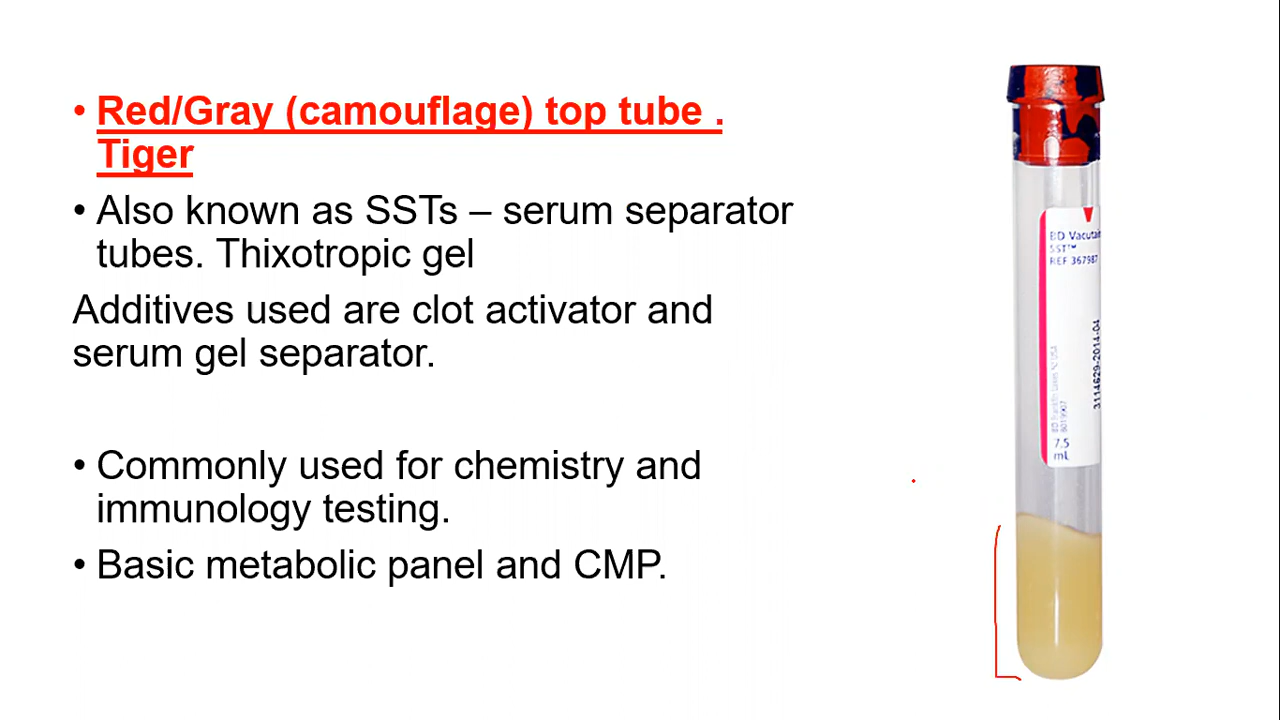 • Red/Gray (camouflage) top tube .
Tiger
• Also known as SSTs – serum separator
tubes. Thixotropic gel
Additives used are clot activator and
serum gel separator.
• Commonly used for chemistry and
immunology testing.
• Basic metabolic panel and CMP.
BD Vacutain
SST™
REF 367987
3114629-2014-04
7.5
mL